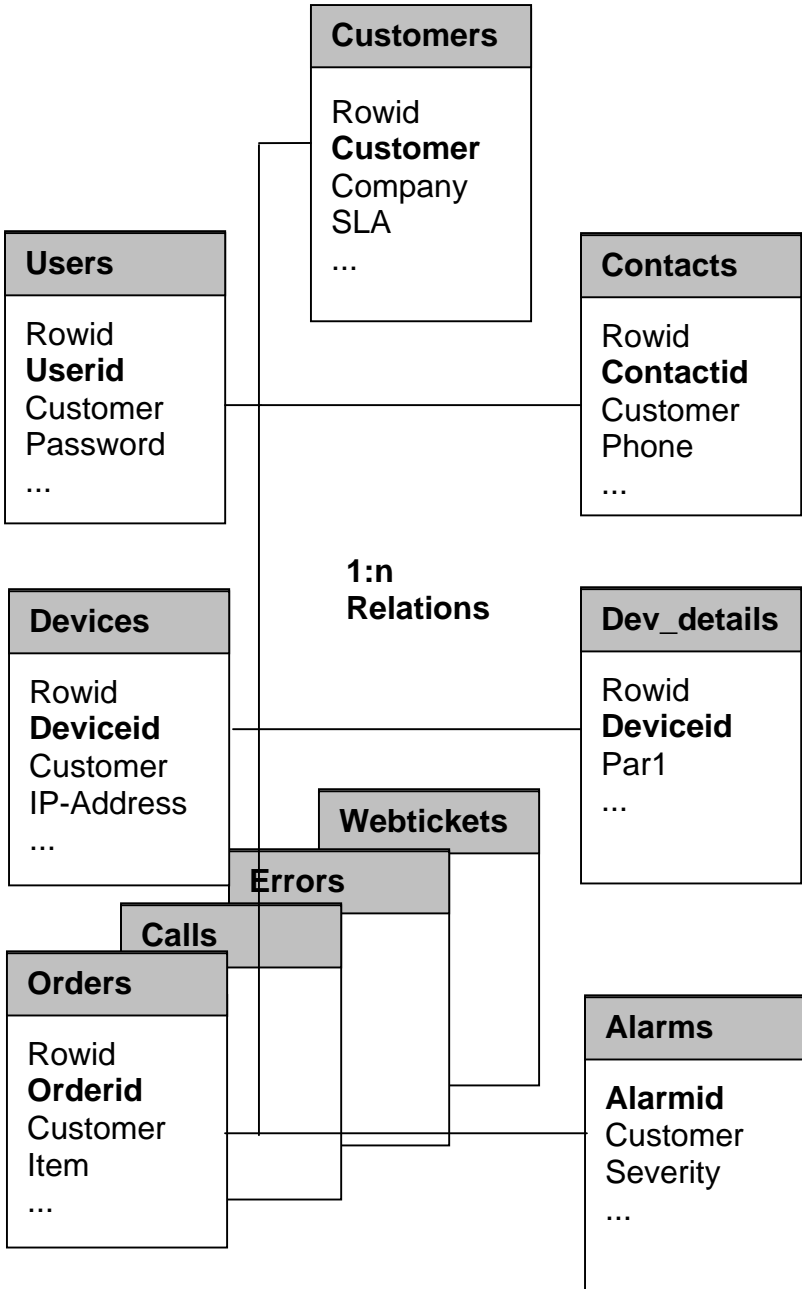 Customers
Rowid
Customer
Company
SLA
...
Users
Rowid
Userid
Customer
Password
...
Contacts
Rowid
Contactid
Customer
Phone
...
1:n
Relations
Devices
Rowid
Deviceid
Customer
IP-Address
...
Dev_details
Rowid
Deviceid
Par1
...
Webtickets
Errors
Calls
Orders
Rowid
Orderid
Customer
Item
...
Alarms
Alarmid
Customer
Severity
...